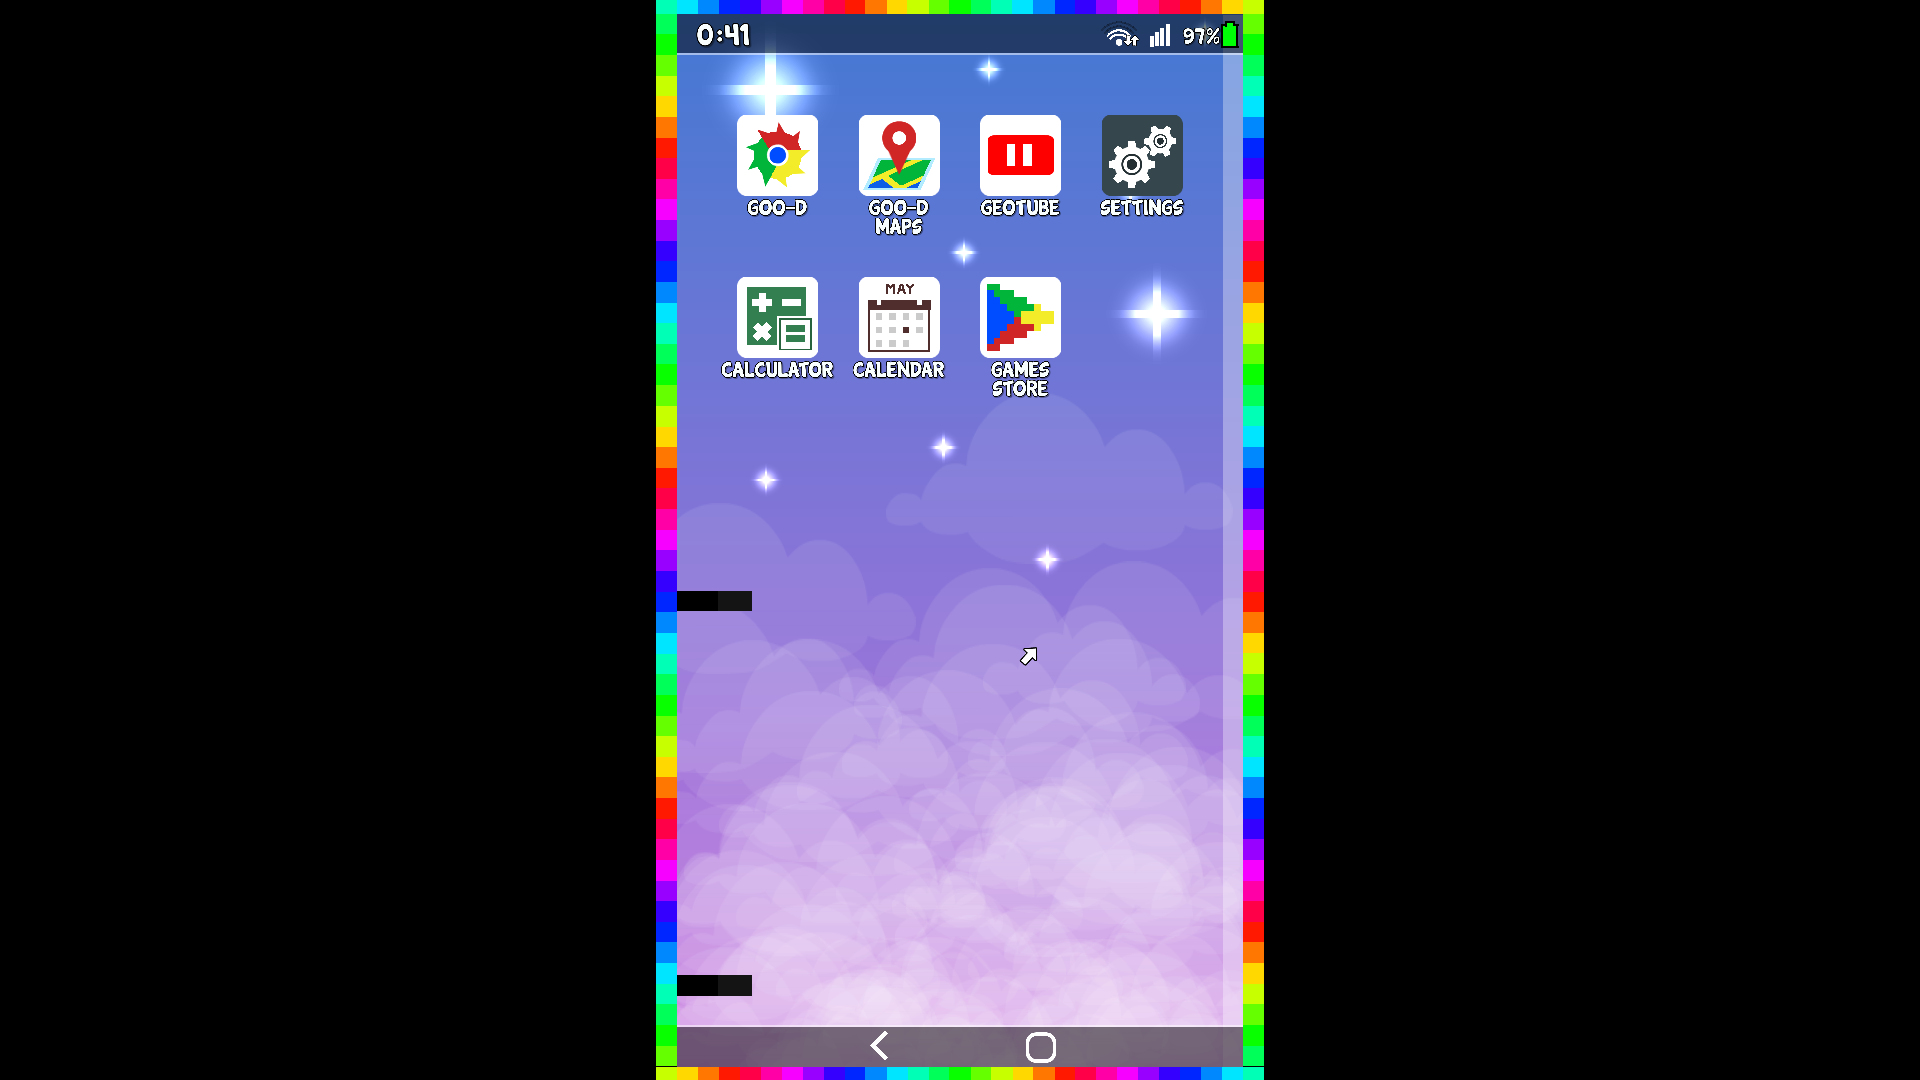 0:41
97%
GOO-D
GOO-D
MAPS
GEOTUBE
SETTINGS
MAY
CALCULATOR
CALENDAR
GAMES
STORE